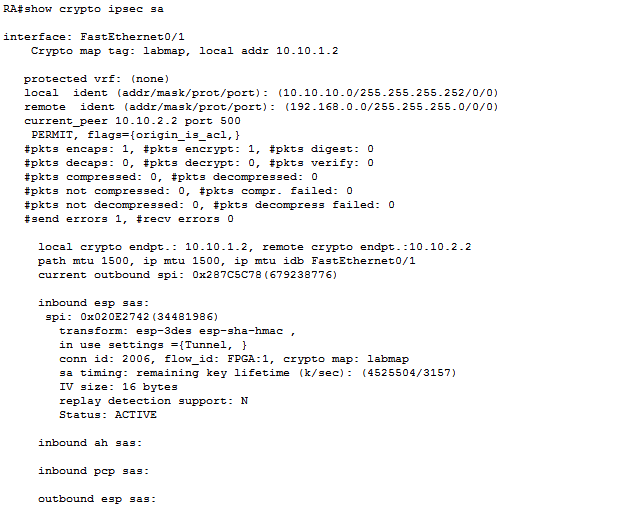 RA#show crypto ipsec sa
interface: FastEthernet0/1
Crypto map tag: labmap, local addr 10.10.1.2
protected vrf: (none)
local  ident (addr/mask/prot/port): (10.10.10.0/255.255.255.252/0/0)
remote  ident (addr/mask/prot/port): (192.168.0.0/255.255.255.0/0/0)
current_peer 10.10.2.2 port 500
PERMIT, flags={origin_is_acl,}
#pkts encaps: 1, #pkts encrypt: 1, #pkts digest: 0
#pkts decaps: 0, #pkts decrypt: 0, #pkts verify: 0
#pkts compressed: 0, #pkts decompressed: 0
#pkts not compressed: 0, #pkts compr. failed: 0
#pkts not decompressed: 0, #pkts decompress failed: 0
#send errors 1, #recv errors 0
local crypto endpt.: 10.10.1.2, remote crypto endpt.:10.10.2.2
path mtu 1500, ip mtu 1500, ip mtu idb FastEthernet0/1
current outbound spi: 0x287C5C78(679238776)
inbound esp sas:
spi: 0x020E2742(34481986)
transform: esp-3des esp-sha-hmac ,
in use settings ={Tunnel, }
conn id: 2006, flow_id: FPGA:1, crypto map: labmap
sa timing: remaining key lifetime (k/sec): (4525504/3157)
IV size: 16 bytes
replay detection support: N
Status: ACTIVE
inbound ah sas:
inbound pcp sas:
outbound esp sas: